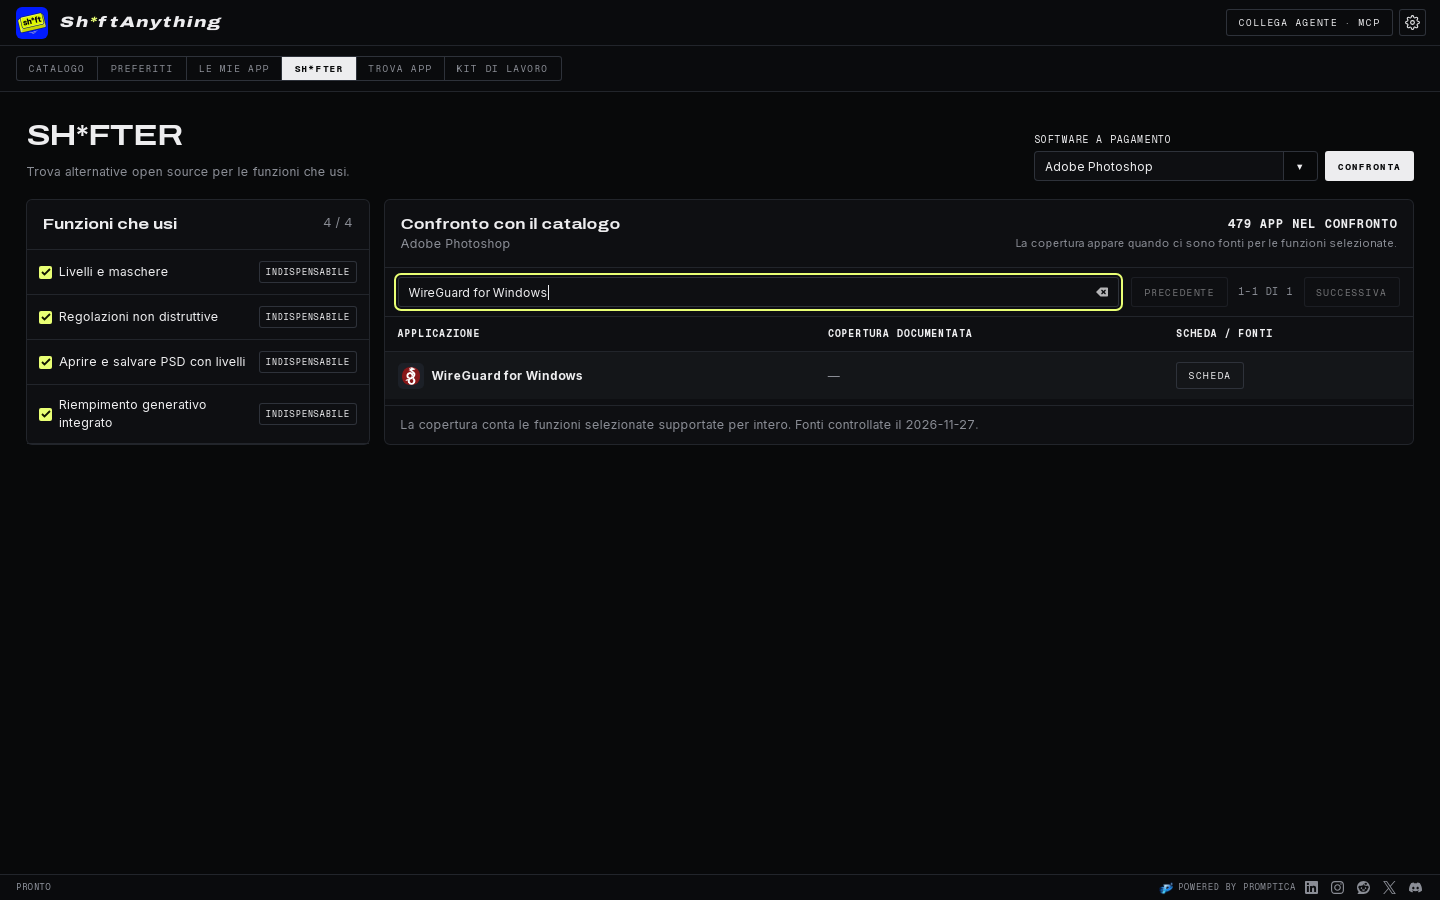 sh*ft
Sh*ftAnything
COLLEGA AGENTE · MCP
CATALOGO
PREFERITI
LE MIE APP
SH*FTER
TROVA APP
KIT DI LAVORO
SH*FTER
Trova alternative open source per le funzioni che usi.
SOFTWARE A PAGAMENTO
Adobe Photoshop
CONFRONTA
Funzioni che usi
4 / 4
Livelli e maschere
INDISPENSABILE
Regolazioni non distruttive
INDISPENSABILE
Aprire e salvare PSD con livelli
INDISPENSABILE
Riempimento generativo
integrato
INDISPENSABILE
Confronto con il catalogo
Adobe Photoshop
479 APP NEL CONFRONTO
La copertura appare quando ci sono fonti per le funzioni selezionate.
WireGuard for Windows
PRECEDENTE
1-1 DI 1
SUCCESSIVA
APPLICAZIONE
COPERTURA DOCUMENTATA
SCHEDA / FONTI
WireGuard for Windows
—
SCHEDA
La copertura conta le funzioni selezionate supportate per intero. Fonti controllate il 2026-11-27.
PRONTO
POWERED BY PROMPTICA